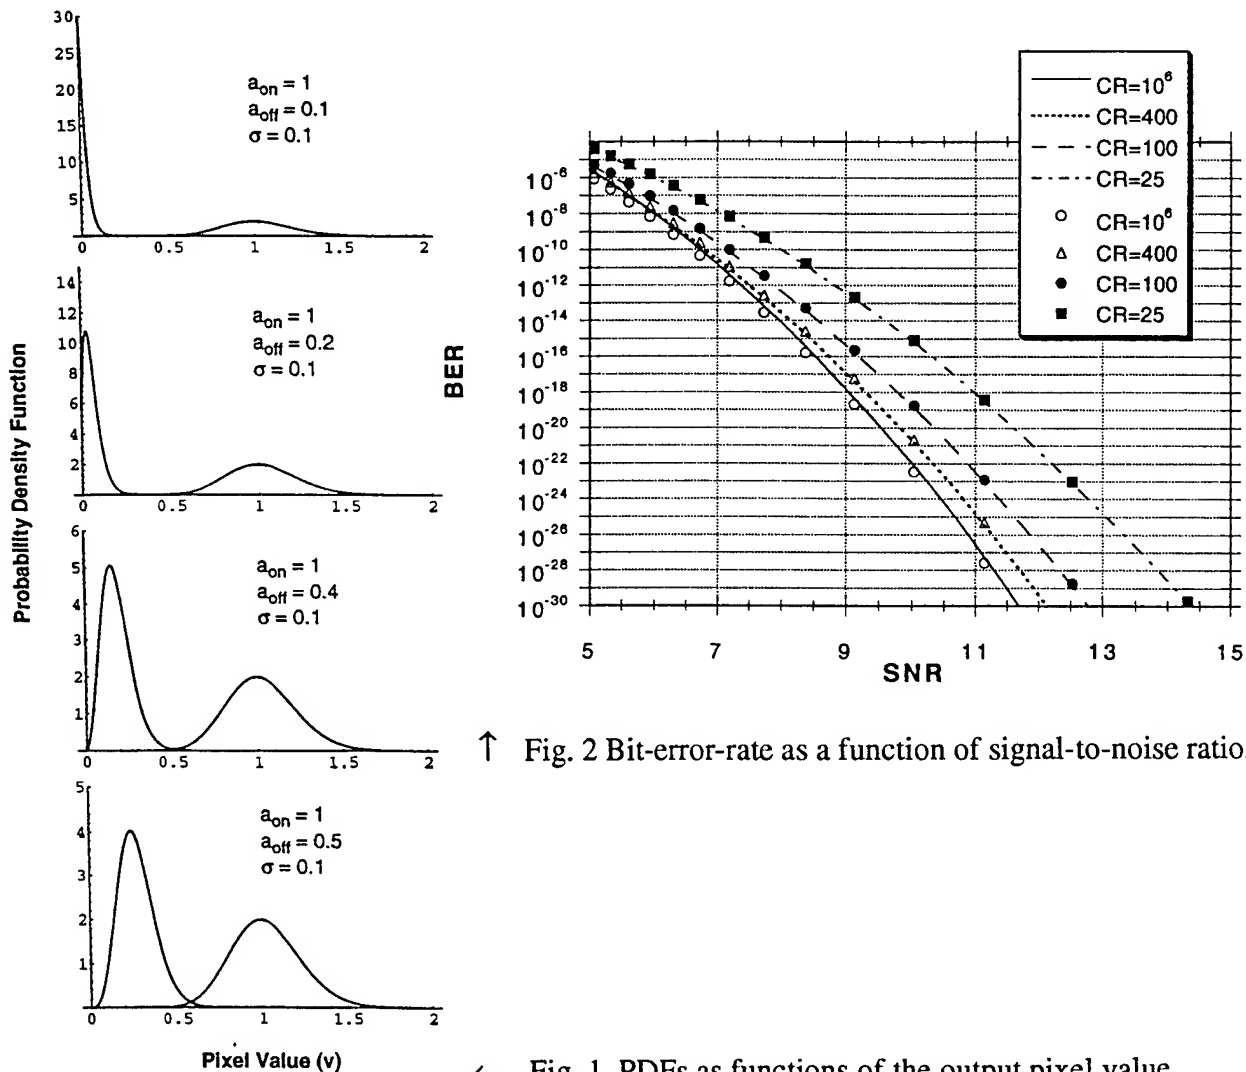 Probability Density Function
30
25
20
15
10
5
0
0.5
1
1.5
2
a_on = 1
a_off = 0.1
σ = 0.1
14
12
10
8
6
4
2
0
0.5
1
1.5
2
a_on = 1
a_off = 0.2
σ = 0.1
6
5
4
3
2
1
0
0.5
1
1.5
2
a_on = 1
a_off = 0.4
σ = 0.1
5
4
3
2
1
0
0.5
1
1.5
2
a_on = 1
a_off = 0.5
σ = 0.1
Pixel Value (v)
CR=10^6
CR=400
CR=100
CR=25
CR=10^6
CR=400
CR=100
CR=25
BER
10^-6
10^-8
10^-10
10^-12
10^-14
10^-16
10^-18
10^-20
10^-22
10^-24
10^-26
10^-28
10^-30
5
7
9
11
13
15
SNR
↑ Fig. 2 Bit-error-rate as a function of signal-to-noise ratio.
Fig. 1 PDFs as functions of the output pixel value